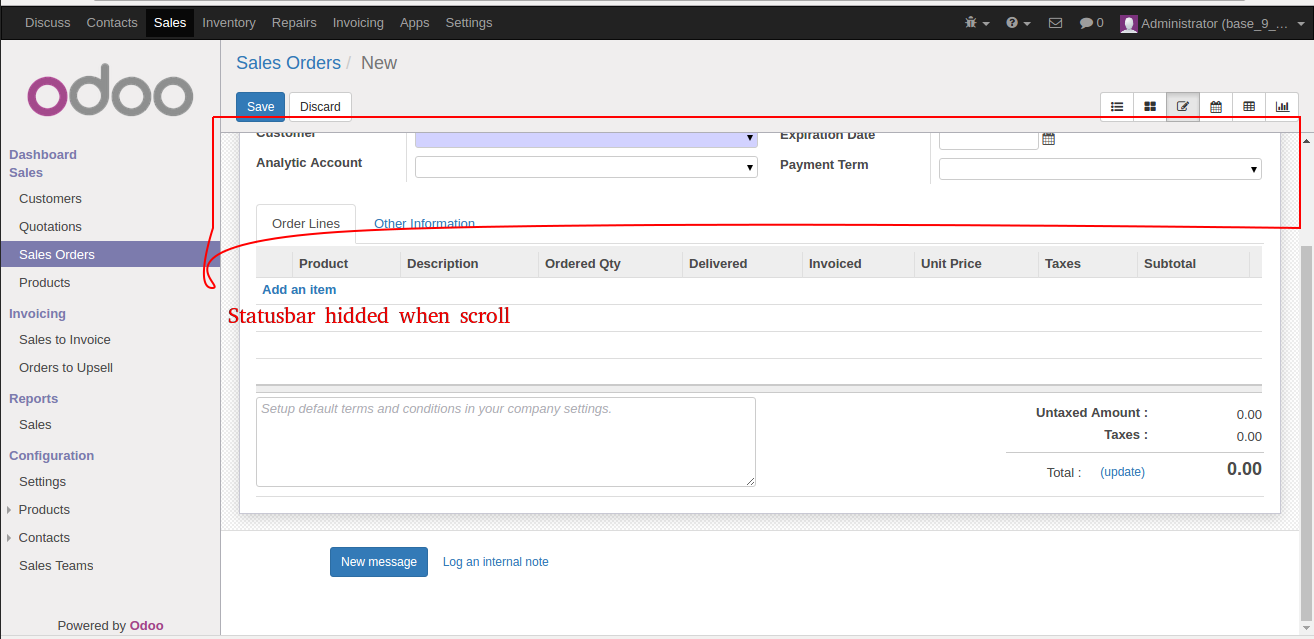 Discuss Contacts Sales Inventory Repairs Invoicing Apps Settings 0 Administrator (base_9_...
odoo
Sales Orders / New
Save Discard
Dashboard
Sales
Customers
Quotations
Sales Orders
Products
Invoicing
Sales to Invoice
Orders to Upsell
Reports
Sales
Configuration
Settings
Products
Contacts
Sales Teams
Powered by Odoo
Customer Expiration Date
Analytic Account Payment Term
Order Lines Other Information
Product Description Ordered Qty Delivered Invoiced Unit Price Taxes Subtotal
Add an item
Statusbar hidded when scroll
Setup default terms and conditions in your company settings.
Untaxed Amount : 0.00
Taxes : 0.00
Total : (update) 0.00
New message Log an internal note